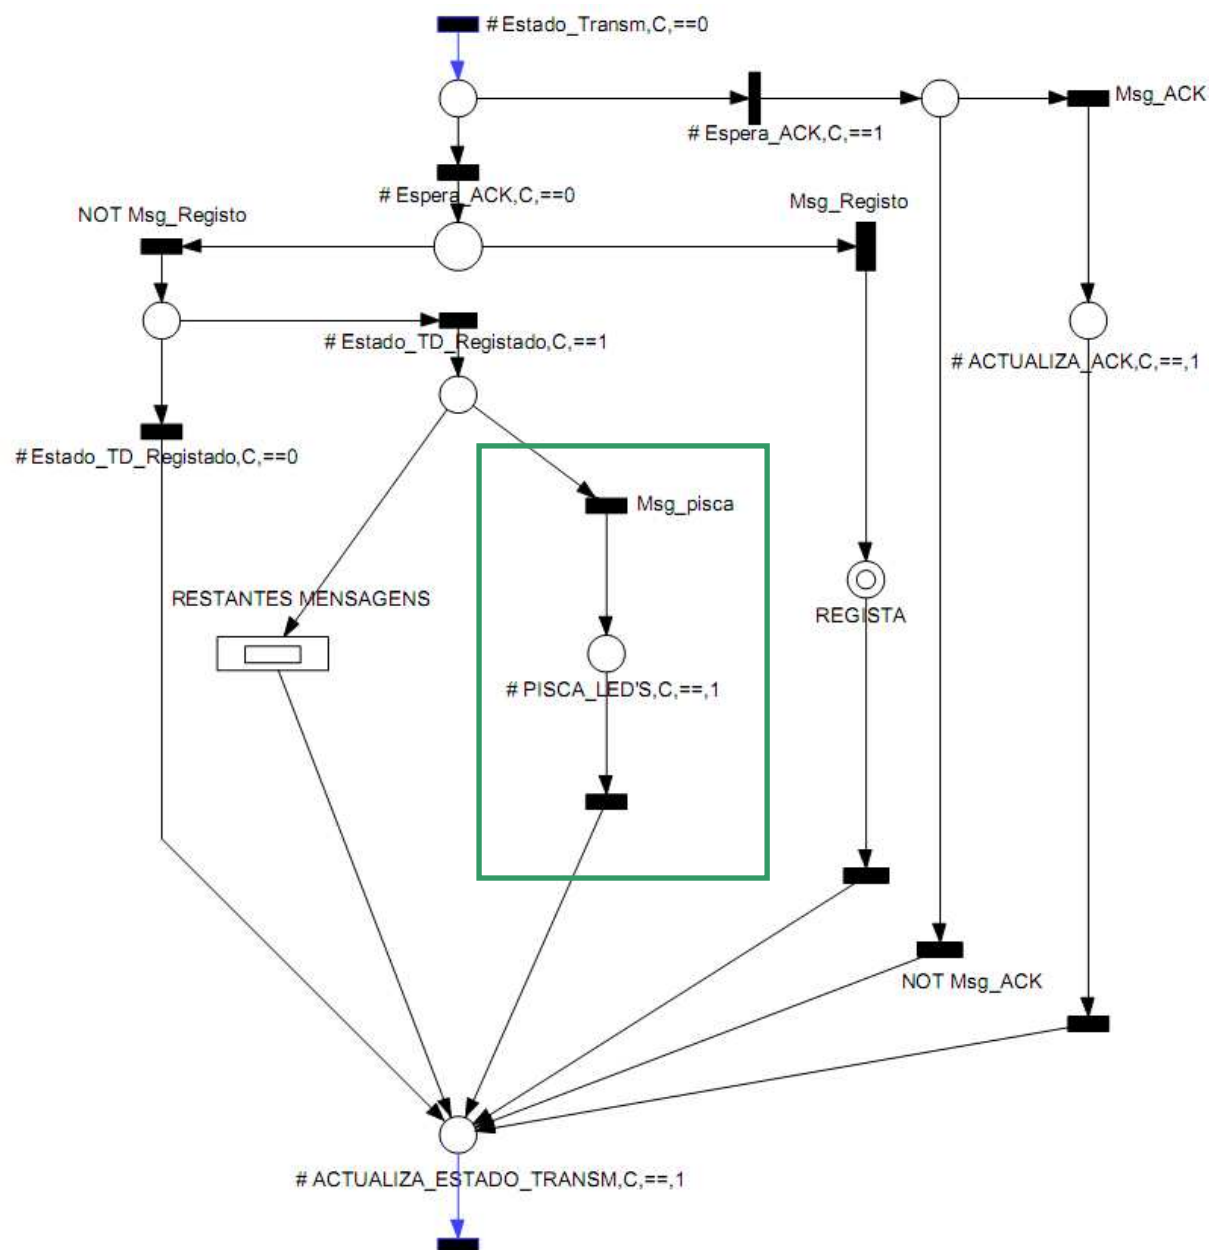 # Estado_Transm,C,==0
Msg_ACK
# Espera_ACK,C,==1
# Espera_ACK,C,==0
Msg_Registo
NOT Msg_Registo
# Estado_TD_Registado,C,==1
# ACTUALIZA_ACK,C,==,1
# Estado_TD_Registado,C,==0
Msg_pisca
RESTANTES MENSAGENS
REGISTA
# PISCA_LED'S,C,==,1
NOT Msg_ACK
# ACTUALIZA_ESTADO_TRANSM,C,==,1